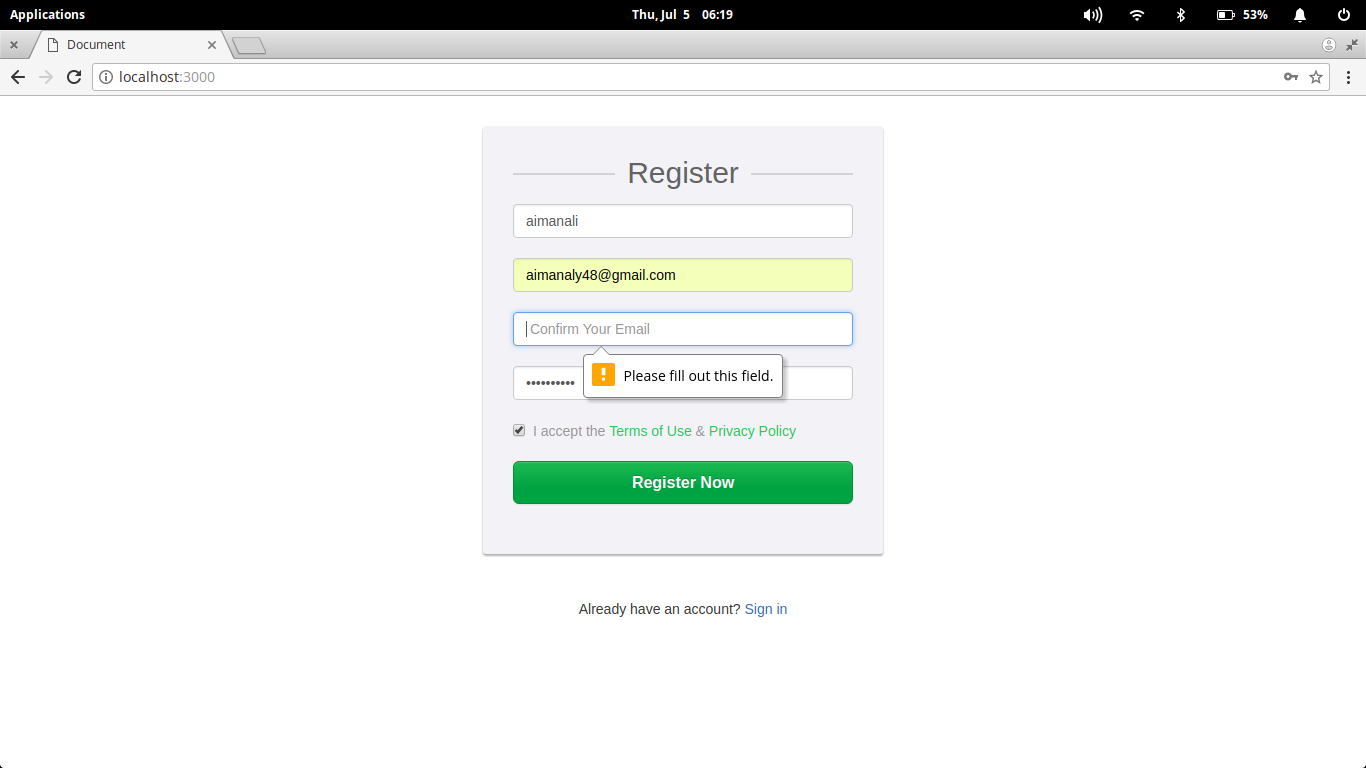 Applications
Thu, Jul 5 06:19
53%
Document
localhost:3000
Register
aimanali
aimanaly48@gmail.com
Confirm Your Email
Please fill out this field.
••••••••••
I accept the Terms of Use & Privacy Policy
Register Now
Already have an account? Sign in